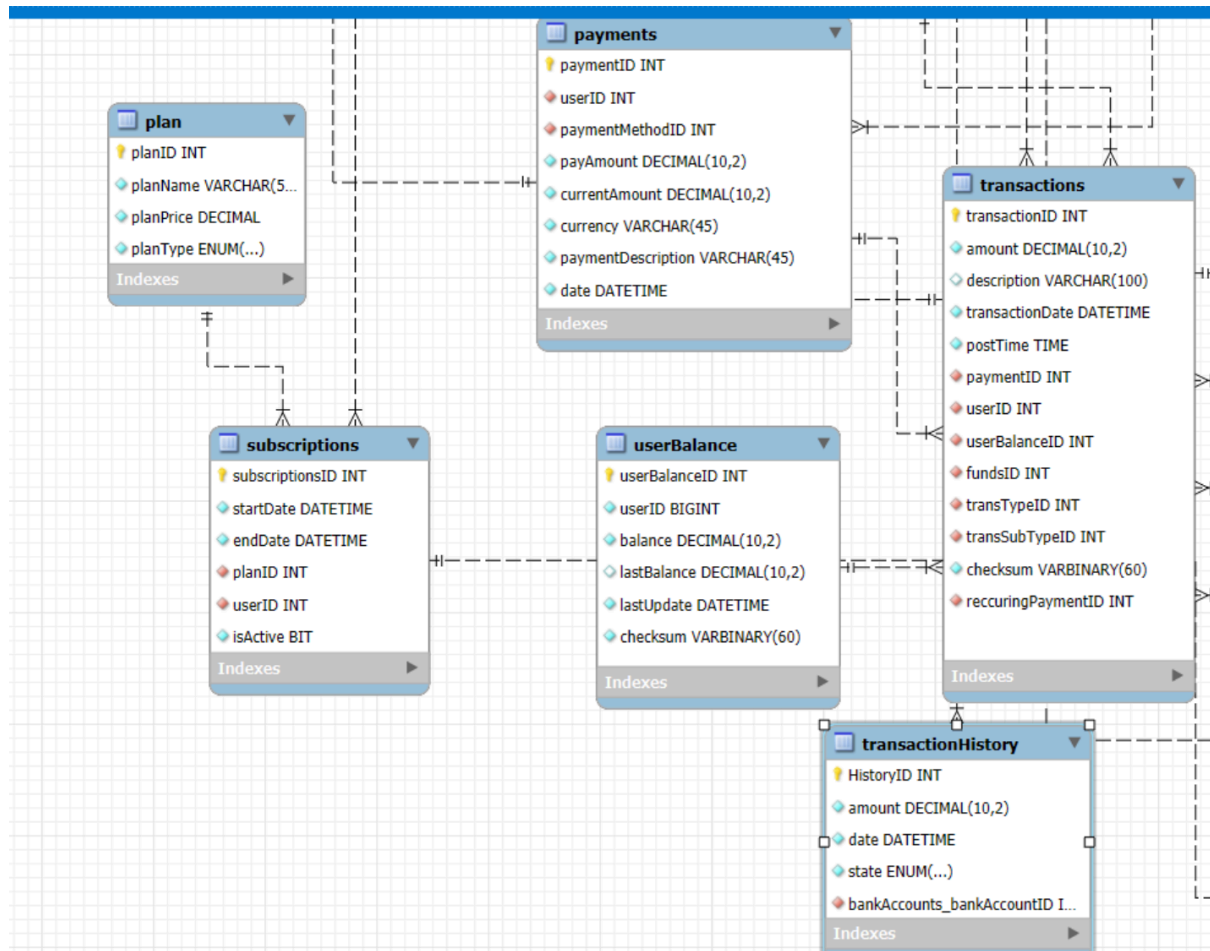 payments
paymentID INT
userID INT
paymentMethodID INT
payAmount DECIMAL(10,2)
currentAmount DECIMAL(10,2)
currency VARCHAR(45)
paymentDescription VARCHAR(45)
date DATETIME
Indexes
plan
planID INT
planName VARCHAR(5...
planPrice DECIMAL
planType ENUM(...)
Indexes
transactions
transactionID INT
amount DECIMAL(10,2)
description VARCHAR(100)
transactionDate DATETIME
postTime TIME
paymentID INT
userID INT
userBalanceID INT
fundsID INT
transTypeID INT
transSubTypeID INT
checksum VARBINARY(60)
reccuringPaymentID INT
Indexes
subscriptions
subscriptionsID INT
startDate DATETIME
endDate DATETIME
planID INT
userID INT
isActive BIT
Indexes
userBalance
userBalanceID INT
userID BIGINT
balance DECIMAL(10,2)
lastBalance DECIMAL(10,2)
lastUpdate DATETIME
checksum VARBINARY(60)
Indexes
transactionHistory
HistoryID INT
amount DECIMAL(10,2)
date DATETIME
state ENUM(...)
bankAccounts_bankAccountID I...
Indexes